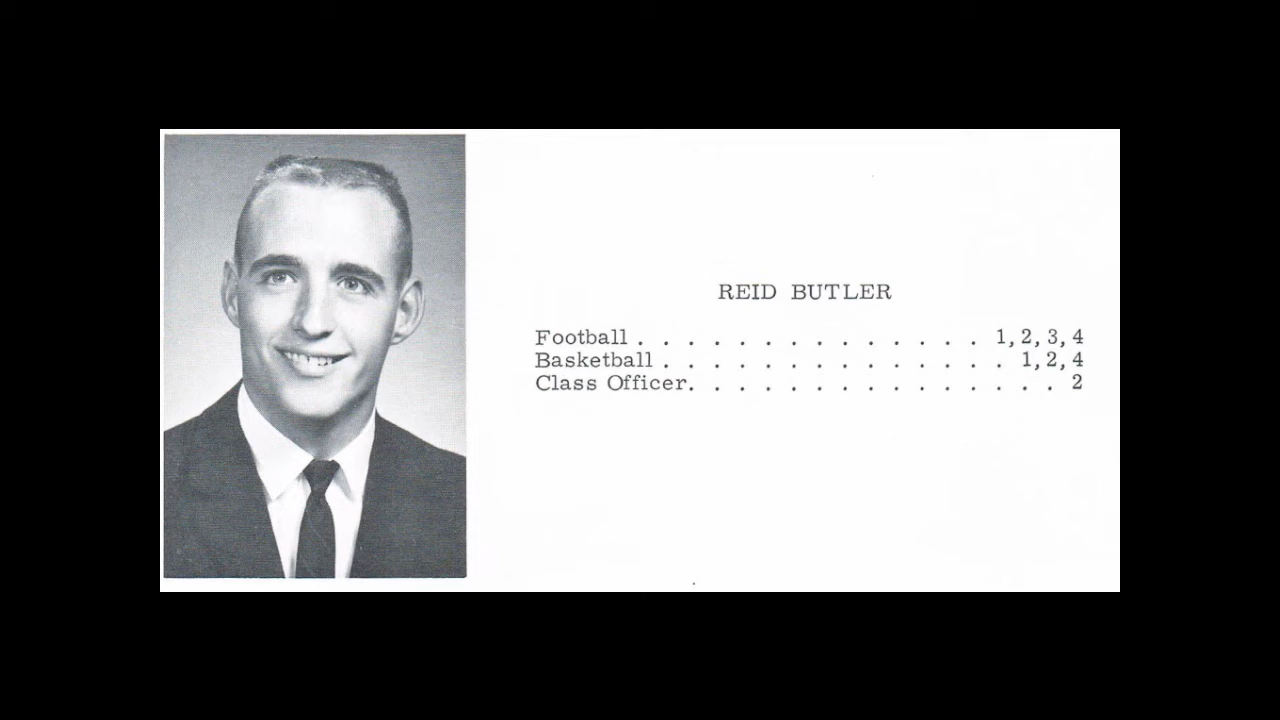 REID BUTLER
Football . . . . . . . . . . . . . . 1, 2, 3, 4
Basketball . . . . . . . . . . . . . . 1, 2, 4
Class Officer. . . . . . . . . . . . . . . 2